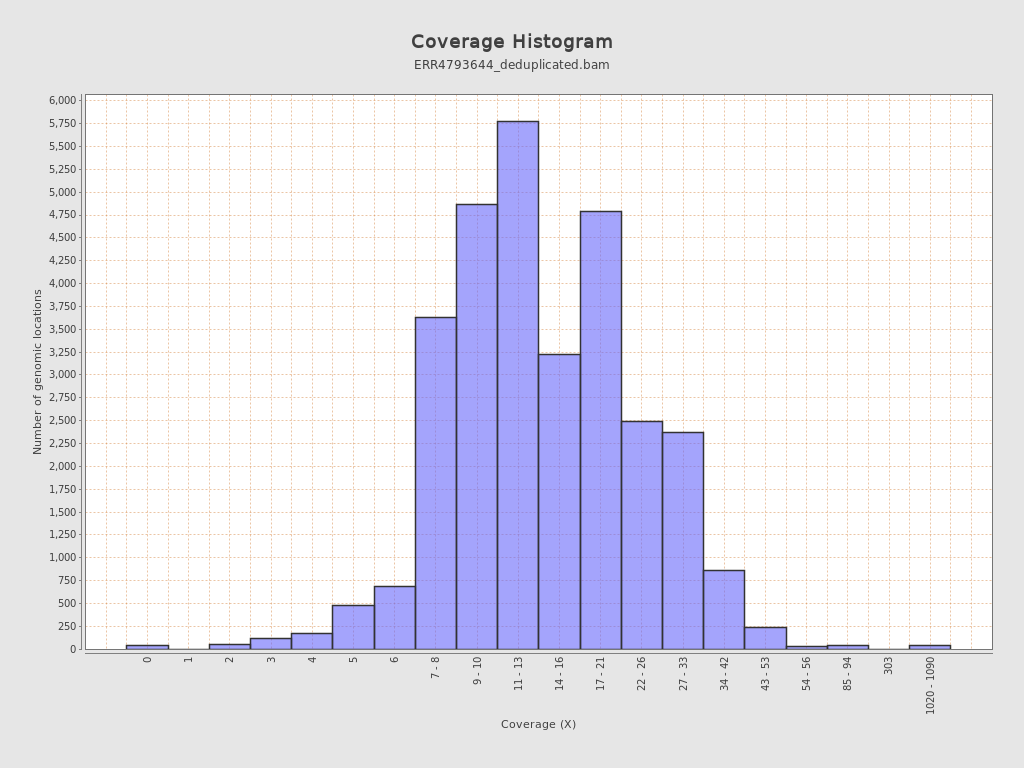 Coverage Histogram
ERR4793644_deduplicated.bam
6,000
5,750
5,500
5,250
5,000
4,750
4,500
4,250
4,000
3,750
3,500
3,250
3,000
2,750
2,500
2,250
2,000
1,750
1,500
1,250
1,000
750
500
250
0
Number of genomic locations
0
1
2
3
4
5
6
7 - 8
9 - 10
11 - 13
14 - 16
17 - 21
22 - 26
27 - 33
34 - 42
43 - 53
54 - 56
85 - 94
303
1020 - 1090
Coverage (X)